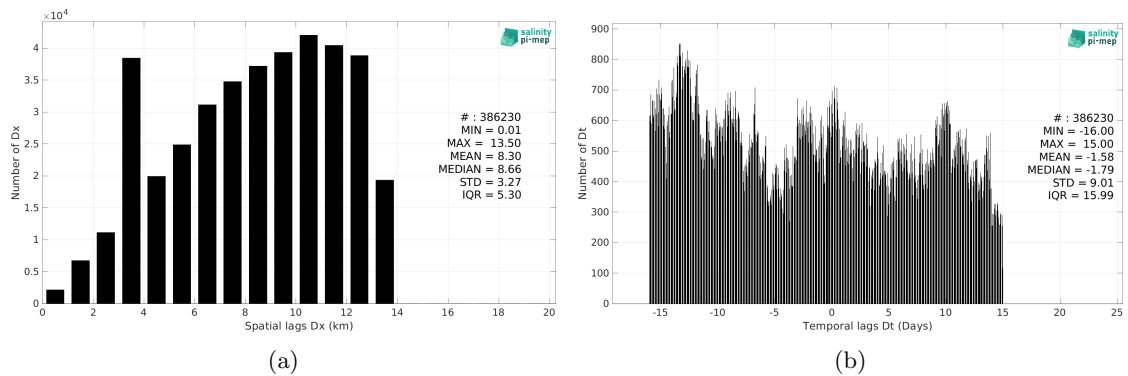 ×10⁴
4
3.5
3
2.5
2
1.5
1
0.5
0
Number of Dx
0 2 4 6 8 10 12 14 16 18 20
Spatial lags Dx (km)
salinity
pi-mep
# : 386230
MIN = 0.01
MAX = 13.50
MEAN = 8.30
MEDIAN = 8.66
STD = 3.27
IQR = 5.30
(a)
900
800
700
600
500
400
300
200
100
0
Number of Dt
-15 -10 -5 0 5 10 15 20 25
Temporal lags Dt (Days)
salinity
pi-mep
# : 386230
MIN = -16.00
MAX = 15.00
MEAN = -1.58
MEDIAN = -1.79
STD = 9.01
IQR = 15.99
(b)